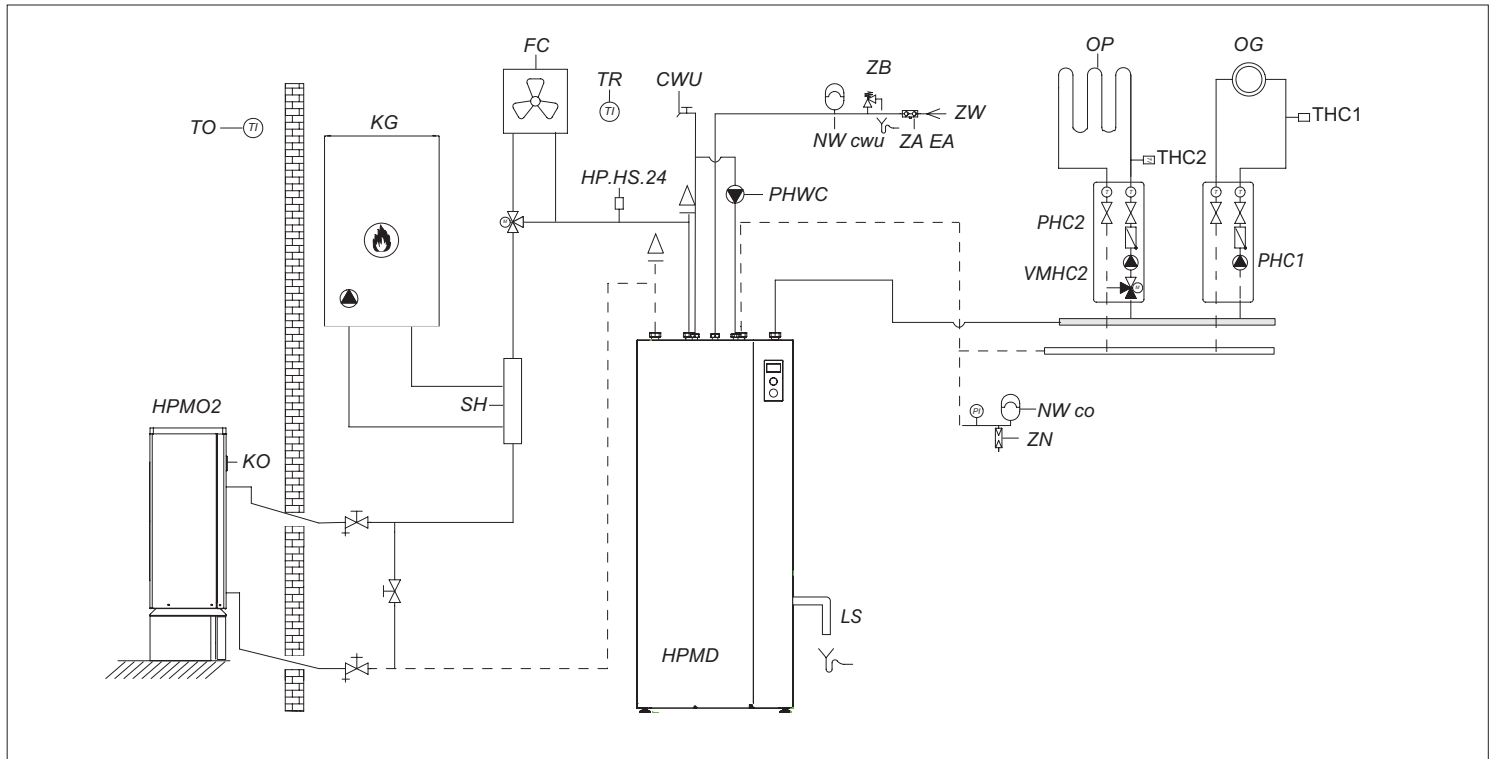 FC
OP
OG
TO
TI
TR
TI
CWU
ZB
KG
NW cwu
ZA EA
ZW
THC1
THC2
HP.HS.24
PHWC
M
T
T
T
T
PHC2
VMHC2
M
PHC1
HPMO2
KO
SH
PI
NW co
ZN
LS
HPMD